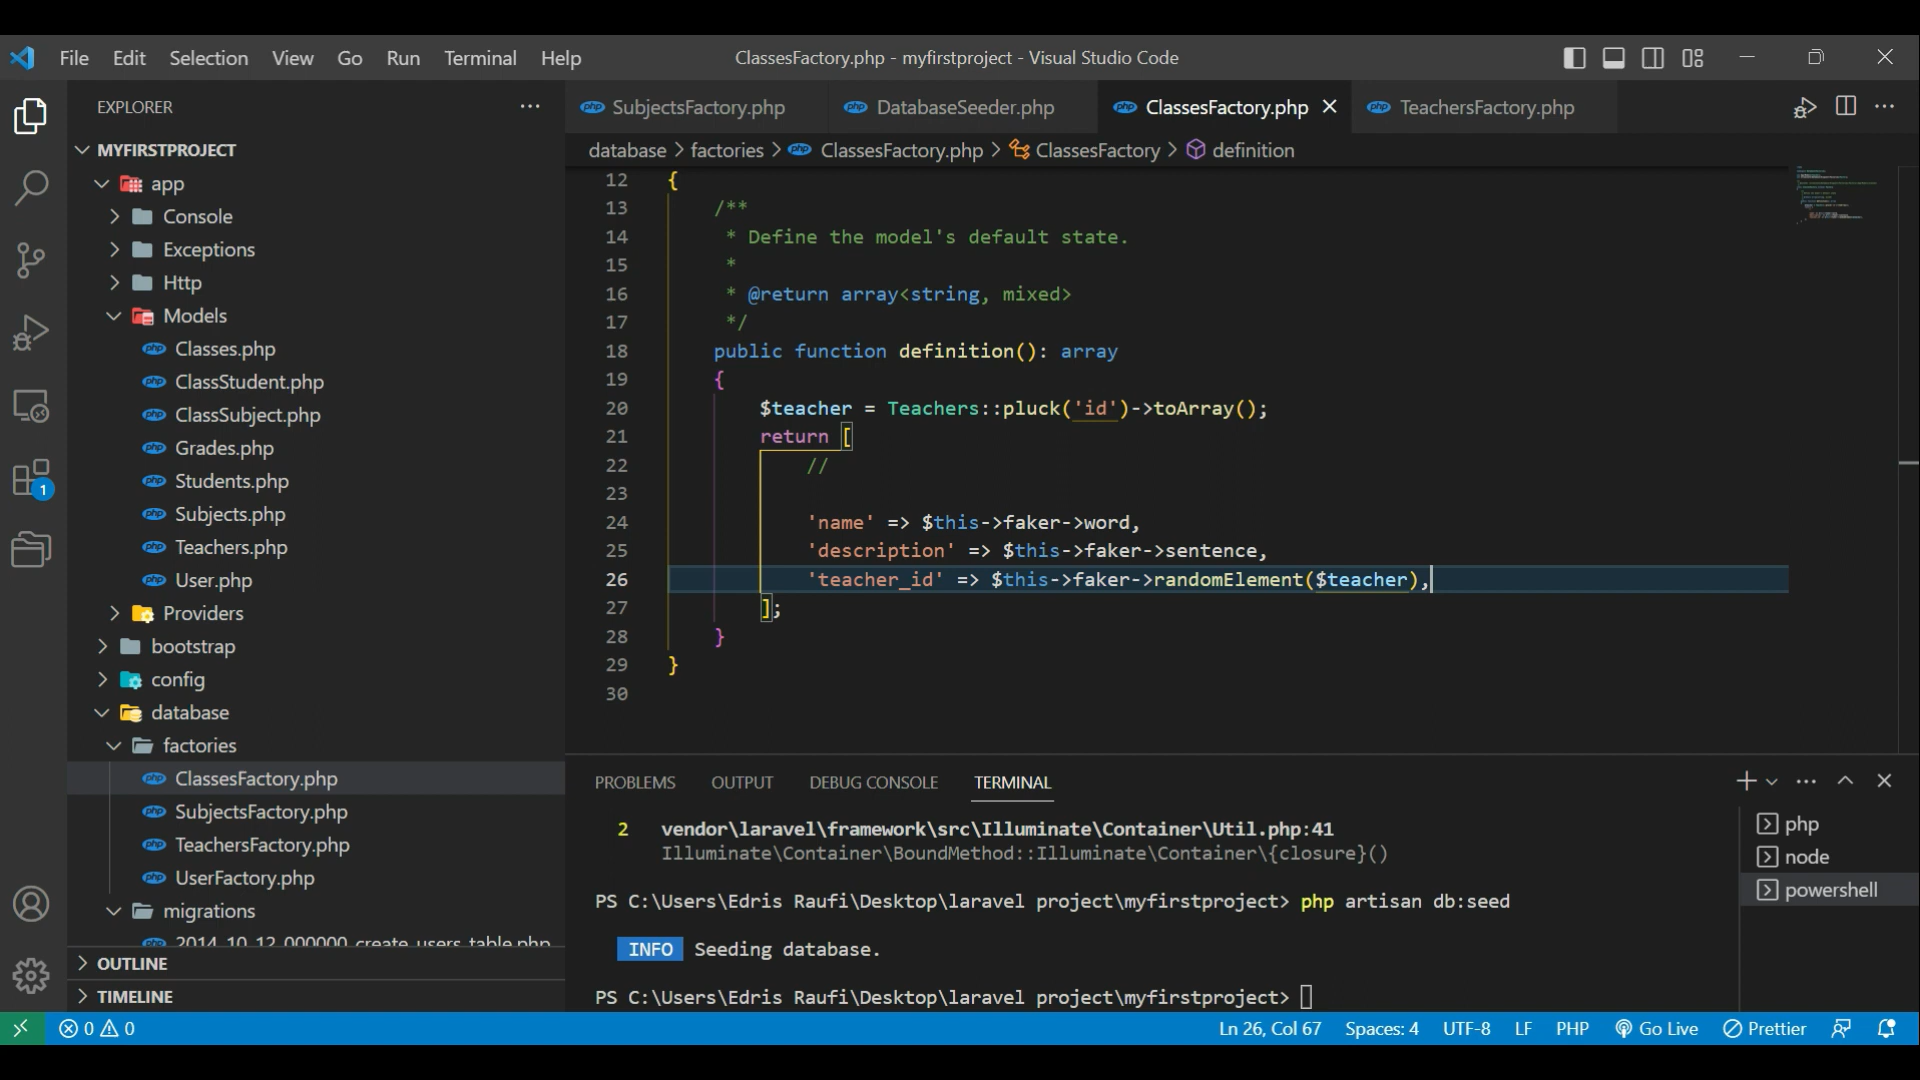 File Edit Selection View Go Run Terminal Help
ClassesFactory.php - myfirstproject - Visual Studio Code
EXPLORER
MYFIRSTPROJECT
app
Console
Exceptions
Http
Models
Classes.php
ClassStudent.php
ClassSubject.php
Grades.php
Students.php
Subjects.php
Teachers.php
User.php
Providers
bootstrap
config
database
factories
ClassesFactory.php
SubjectsFactory.php
TeachersFactory.php
UserFactory.php
migrations
2014_10_12_000000_create_users_table.php
OUTLINE
TIMELINE
1
SubjectsFactory.php DatabaseSeeder.php ClassesFactory.php TeachersFactory.php
database > factories > ClassesFactory.php > ClassesFactory > definition
12 {
13 /**
14 * Define the model's default state.
15 *
16 * @return array<string, mixed>
17 */
18 public function definition(): array
19 {
20 $teacher = Teachers::pluck('id')->toArray();
21 return [
22 //
23
24 'name' => $this->faker->word,
25 'description' => $this->faker->sentence,
26 'teacher_id' => $this->faker->randomElement($teacher),
27 ];
28 }
29 }
30
PROBLEMS OUTPUT DEBUG CONSOLE TERMINAL
2 vendor\laravel\framework\src\Illuminate\Container\Util.php:41
Illuminate\Container\BoundMethod::Illuminate\Container\{closure}()
PS C:\Users\Edris Raufi\Desktop\laravel project\myfirstproject> php artisan db:seed
INFO Seeding database.
PS C:\Users\Edris Raufi\Desktop\laravel project\myfirstproject>
php
node
powershell
0 0
Ln 26, Col 67 Spaces: 4 UTF-8 LF PHP Go Live Prettier